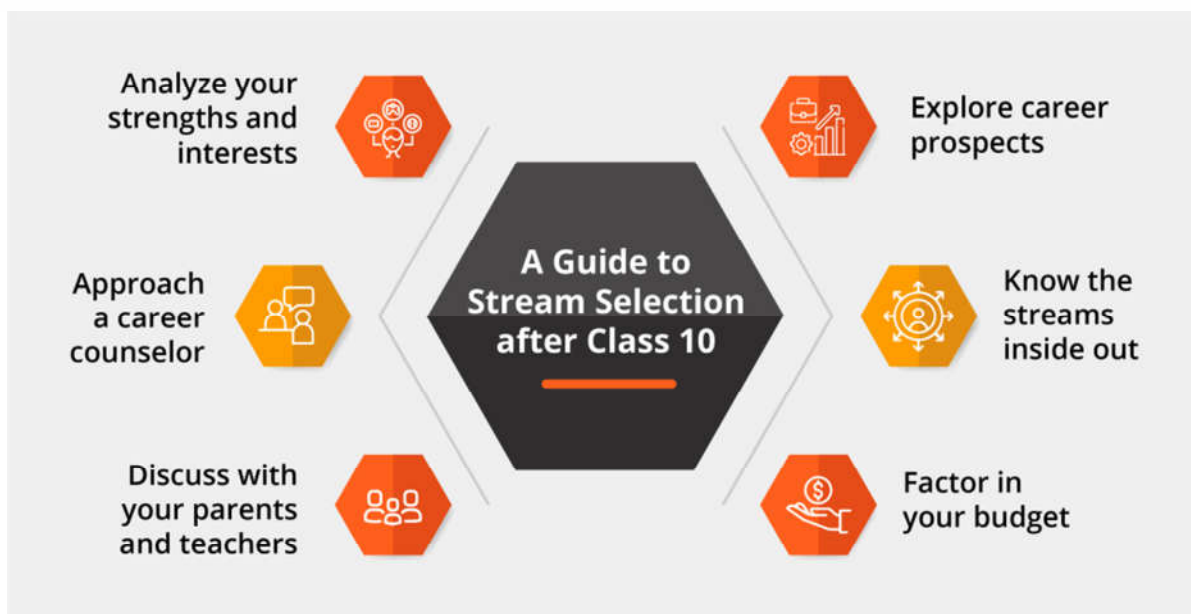 Analyze your
strengths and
interests
Approach
a career
counselor
Discuss with
your parents
and teachers
A Guide to
Stream Selection
after Class 10
Explore career
prospects
Know the
streams
inside out
Factor in
your budget